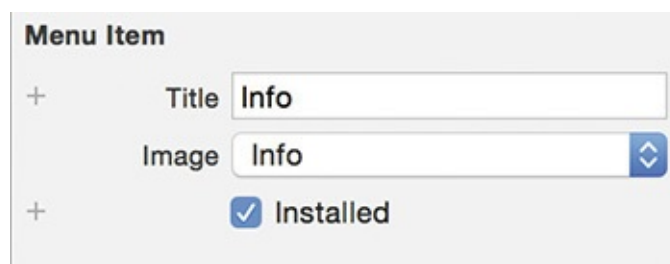 Menu Item
+ Title Info
Image Info
+ Installed